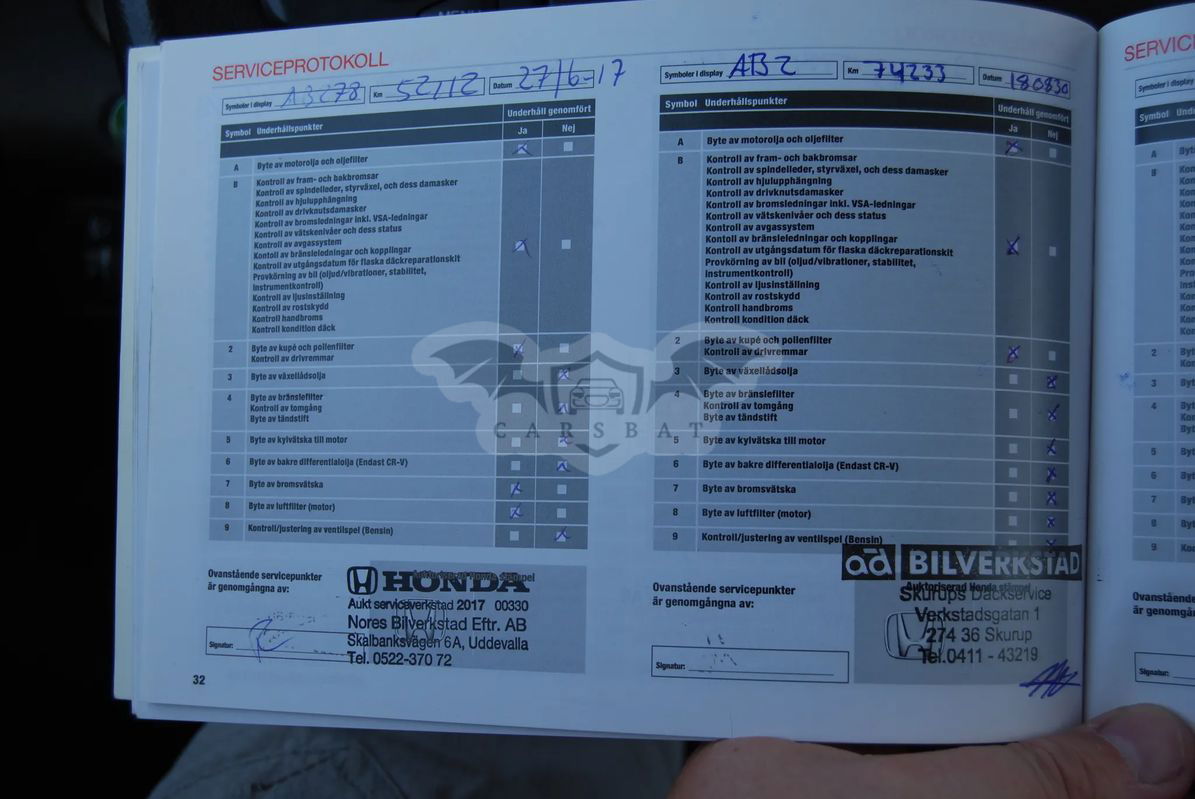 SERVICEPROTOKOLL
Symboler i display AB278 Km 52112 Datum 27/6-17
Symbol Underhållspunkter Underhåll genomfört
Ja Nej
A Byte av motorolja och oljefilter
B Kontroll av fram- och bakbromsar
Kontroll av spindelleder, styrväxel, och dess damasker
Kontroll av hjulupphängning
Kontroll av drivknutsdamasker
Kontroll av bromsledningar inkl. VSA-ledningar
Kontroll av vätskenivåer och dess status
Kontroll av avgassystem
Kontoll av bränsleledningar och kopplingar
Kontroll av utgångsdatum för flaska däckreparationskit
Provkörning av bil (oljud/vibrationer, stabilitet,
Instrumentkontroll)
Kontroll av ljusinställning
Kontroll av rostskydd
Kontroll handbroms
Kontroll kondition däck
2 Byte av kupé och pollenfilter
Kontroll av drivremmar
3 Byte av växellådsolja
4 Byte av bränslefilter
Kontroll av tomgång
Byte av tändstift
5 Byte av kylvätska till motor
6 Byte av bakre differentialolja (Endast CR-V)
7 Byte av bromsvätska
8 Byte av luftfilter (motor)
9 Kontroll/justering av ventilspel (Bensin)
Ovanstående servicepunkter
är genomgångna av:
Signatur:
HONDA
Aukt serviceverkstad 2017 00330
Nores Bilverkstad Eftr. AB
Skalbanksvägen 6A, Uddevalla
Tel. 0522-370 72
32
Symboler i display AB2 Km 74233 Datum 180830
Symbol Underhållspunkter Underhåll genomfört
Ja Nej
A Byte av motorolja och oljefilter
B Kontroll av fram- och bakbromsar
Kontroll av spindelleder, styrväxel, och dess damasker
Kontroll av hjulupphängning
Kontroll av drivknutsdamasker
Kontroll av bromsledningar inkl. VSA-ledningar
Kontroll av vätskenivåer och dess status
Kontroll av avgassystem
Kontoll av bränsleledningar och kopplingar
Kontroll av utgångsdatum för flaska däckreparationskit
Provkörning av bil (oljud/vibrationer, stabilitet,
Instrumentkontroll)
Kontroll av ljusinställning
Kontroll av rostskydd
Kontroll handbroms
Kontroll kondition däck
2 Byte av kupé och pollenfilter
Kontroll av drivremmar
3 Byte av växellådsolja
4 Byte av bränslefilter
Kontroll av tomgång
Byte av tändstift
5 Byte av kylvätska till motor
6 Byte av bakre differentialolja (Endast CR-V)
7 Byte av bromsvätska
8 Byte av luftfilter (motor)
9 Kontroll/justering av ventilspel (Bensin)
Ovanstående servicepunkter
är genomgångna av:
Signatur:
ad BILVERKSTAD
Auktoriserad Honda stämpel
Skurups Däckservice
Verkstadsgatan 1
274 36 Skurup
Tel.0411 - 43219
CARSBAT